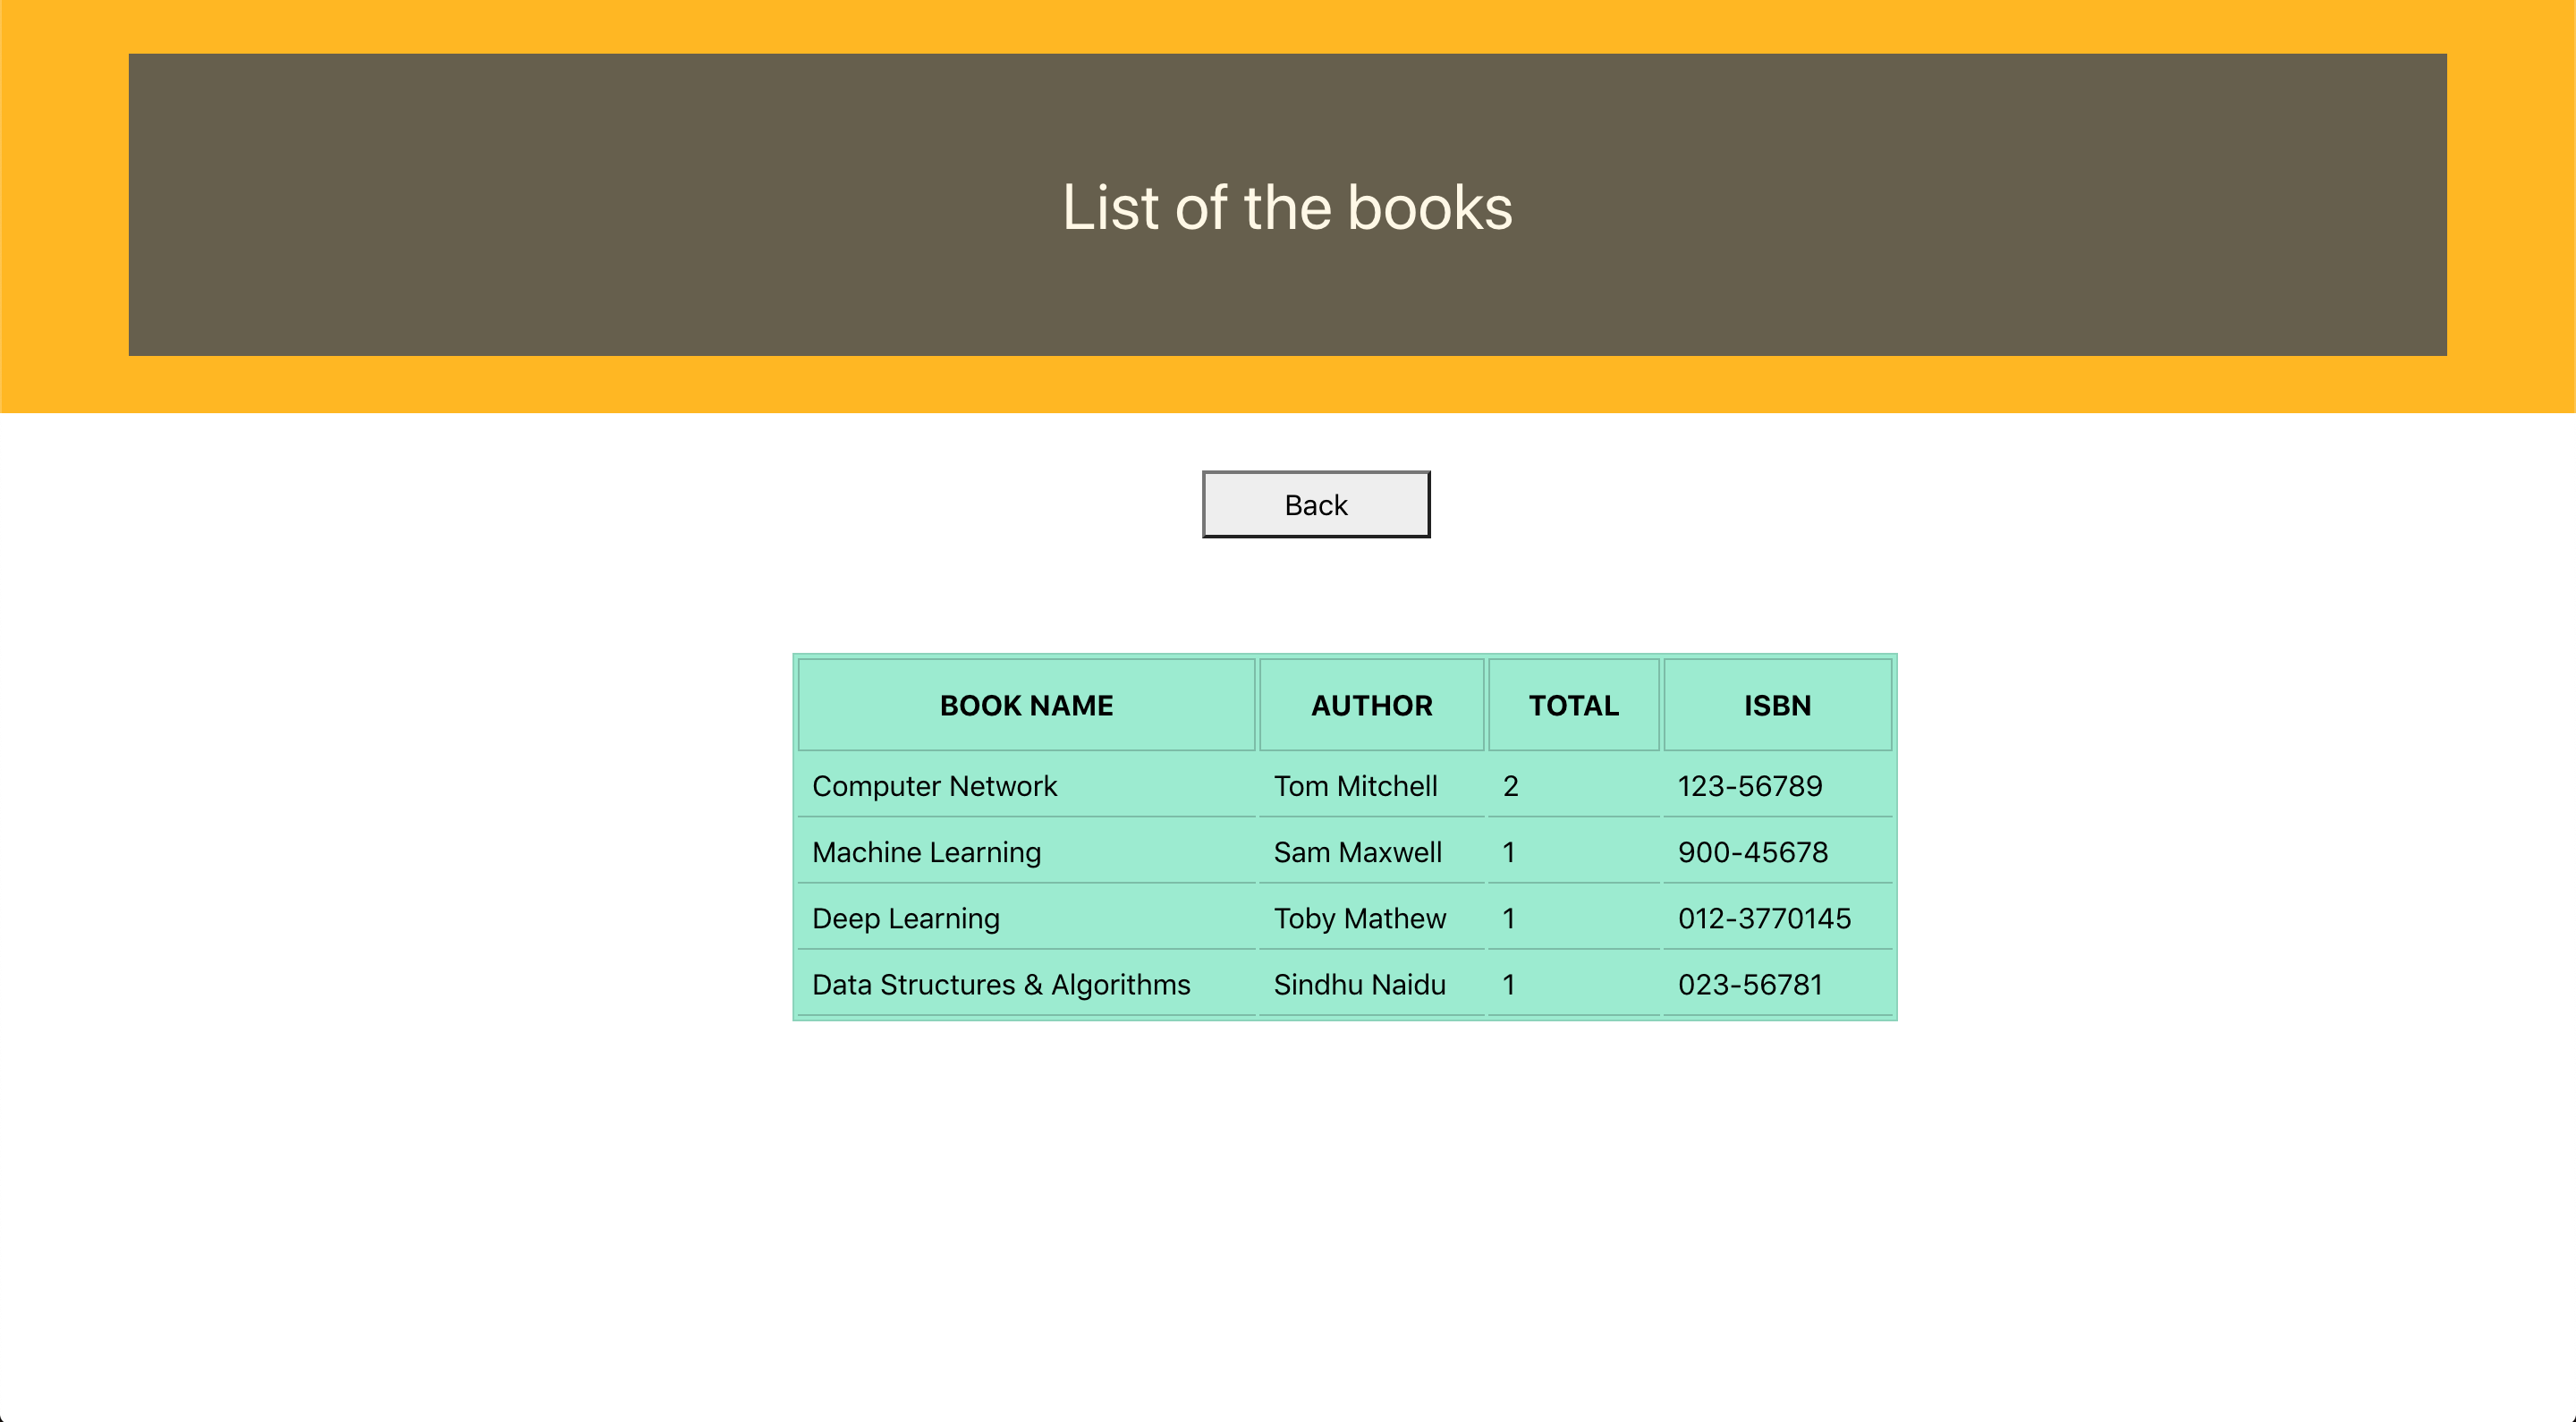 List of the books
Back
BOOK NAME AUTHOR TOTAL ISBN
Computer Network Tom Mitchell 2 123-56789
Machine Learning Sam Maxwell 1 900-45678
Deep Learning Toby Mathew 1 012-3770145
Data Structures & Algorithms Sindhu Naidu 1 023-56781